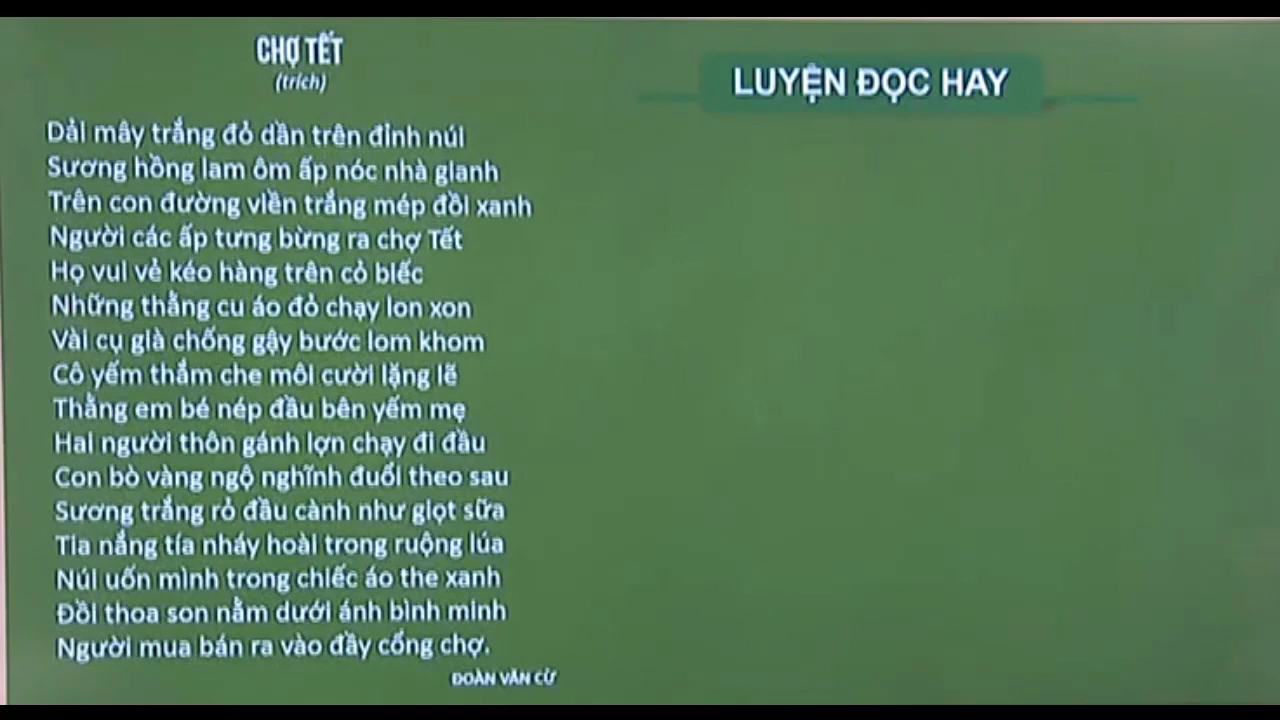 CHỢ TẾT
(trích)
Dải mây trắng đỏ dần trên đỉnh núi
Sương hồng lam ôm ấp nóc nhà gianh
Trên con đường viền trắng mép đồi xanh
Người các ấp tưng bừng ra chợ Tết
Họ vui vẻ kéo hàng trên cỏ biếc
Những thằng cu áo đỏ chạy lon xon
Vài cụ già chống gậy bước lom khom
Cô yếm thắm che môi cười lặng lẽ
Thằng em bé nép đầu bên yếm mẹ
Hai người thôn gánh lợn chạy đi đầu
Con bò vàng ngộ nghĩnh đuổi theo sau
Sương trắng rỏ đầu cành như giọt sữa
Tia nắng tía nháy hoài trong ruộng lúa
Núi uốn mình trong chiếc áo the xanh
Đồi thoa son nằm dưới ánh bình minh
Người mua bán ra vào đầy cổng chợ.
ĐOÀN VĂN CỪ
LUYỆN ĐỌC HAY